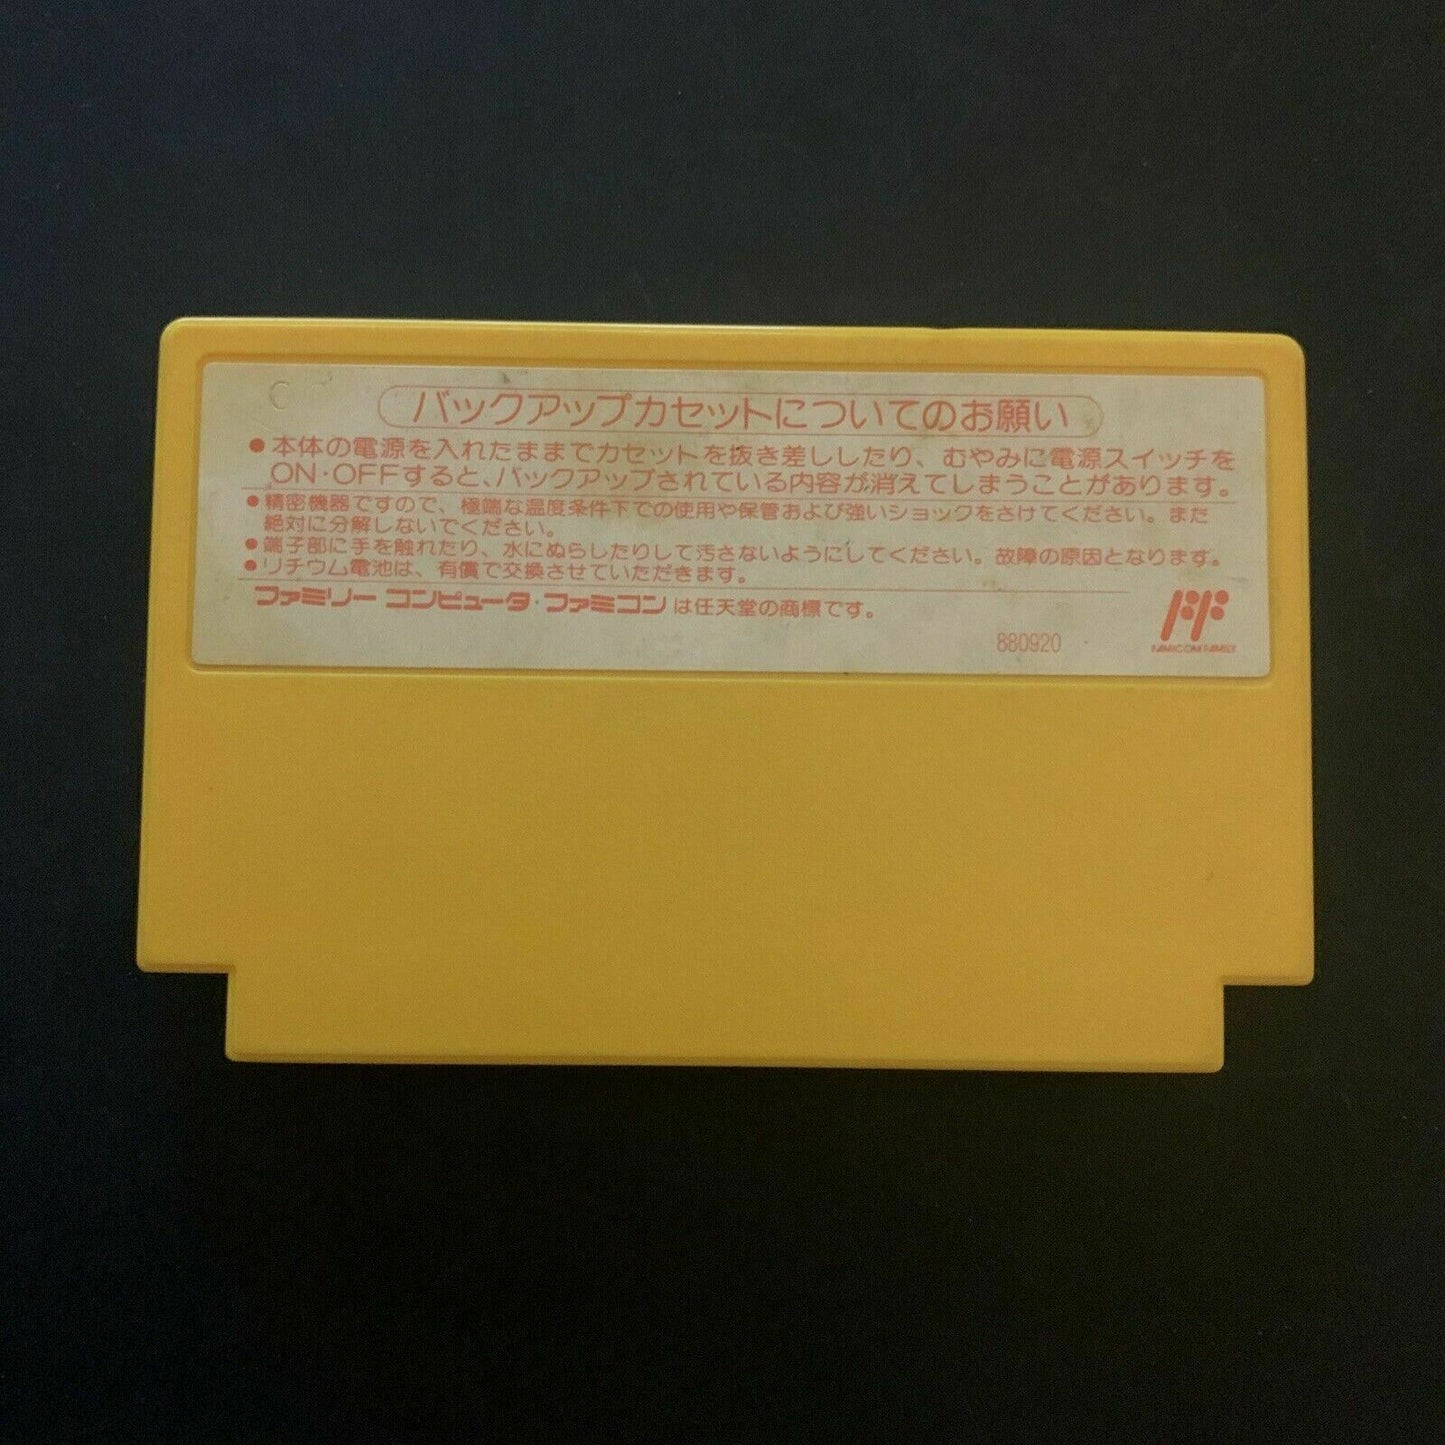 C
バックアップカセットについてのお願い
●本体の電源を入れたままでカセットを抜き差ししたり、むやみに電源スイッチを
ON・OFFすると、バックアップされている内容が消えてしまうことがあります。
●精密機器ですので、極端な温度条件下での使用や保管および強いショックをさけてください。また
絶対に分解しないでください。
●端子部に手を触れたり、水にぬらしたりして汚さないようにしてください。故障の原因となります。
●リチウム電池は、有償で交換させていただきます。
ファミリー コンピュータ・ファミコン は任天堂の商標です。
880920
FAMICOM FAMILY